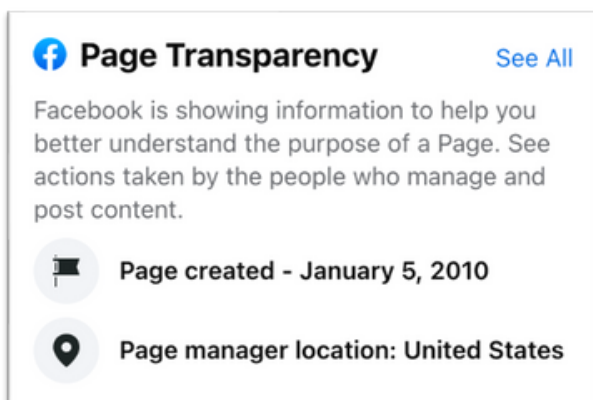 Page Transparency See All
Facebook is showing information to help you
better understand the purpose of a Page. See
actions taken by the people who manage and
post content.
Page created - January 5, 2010
Page manager location: United States